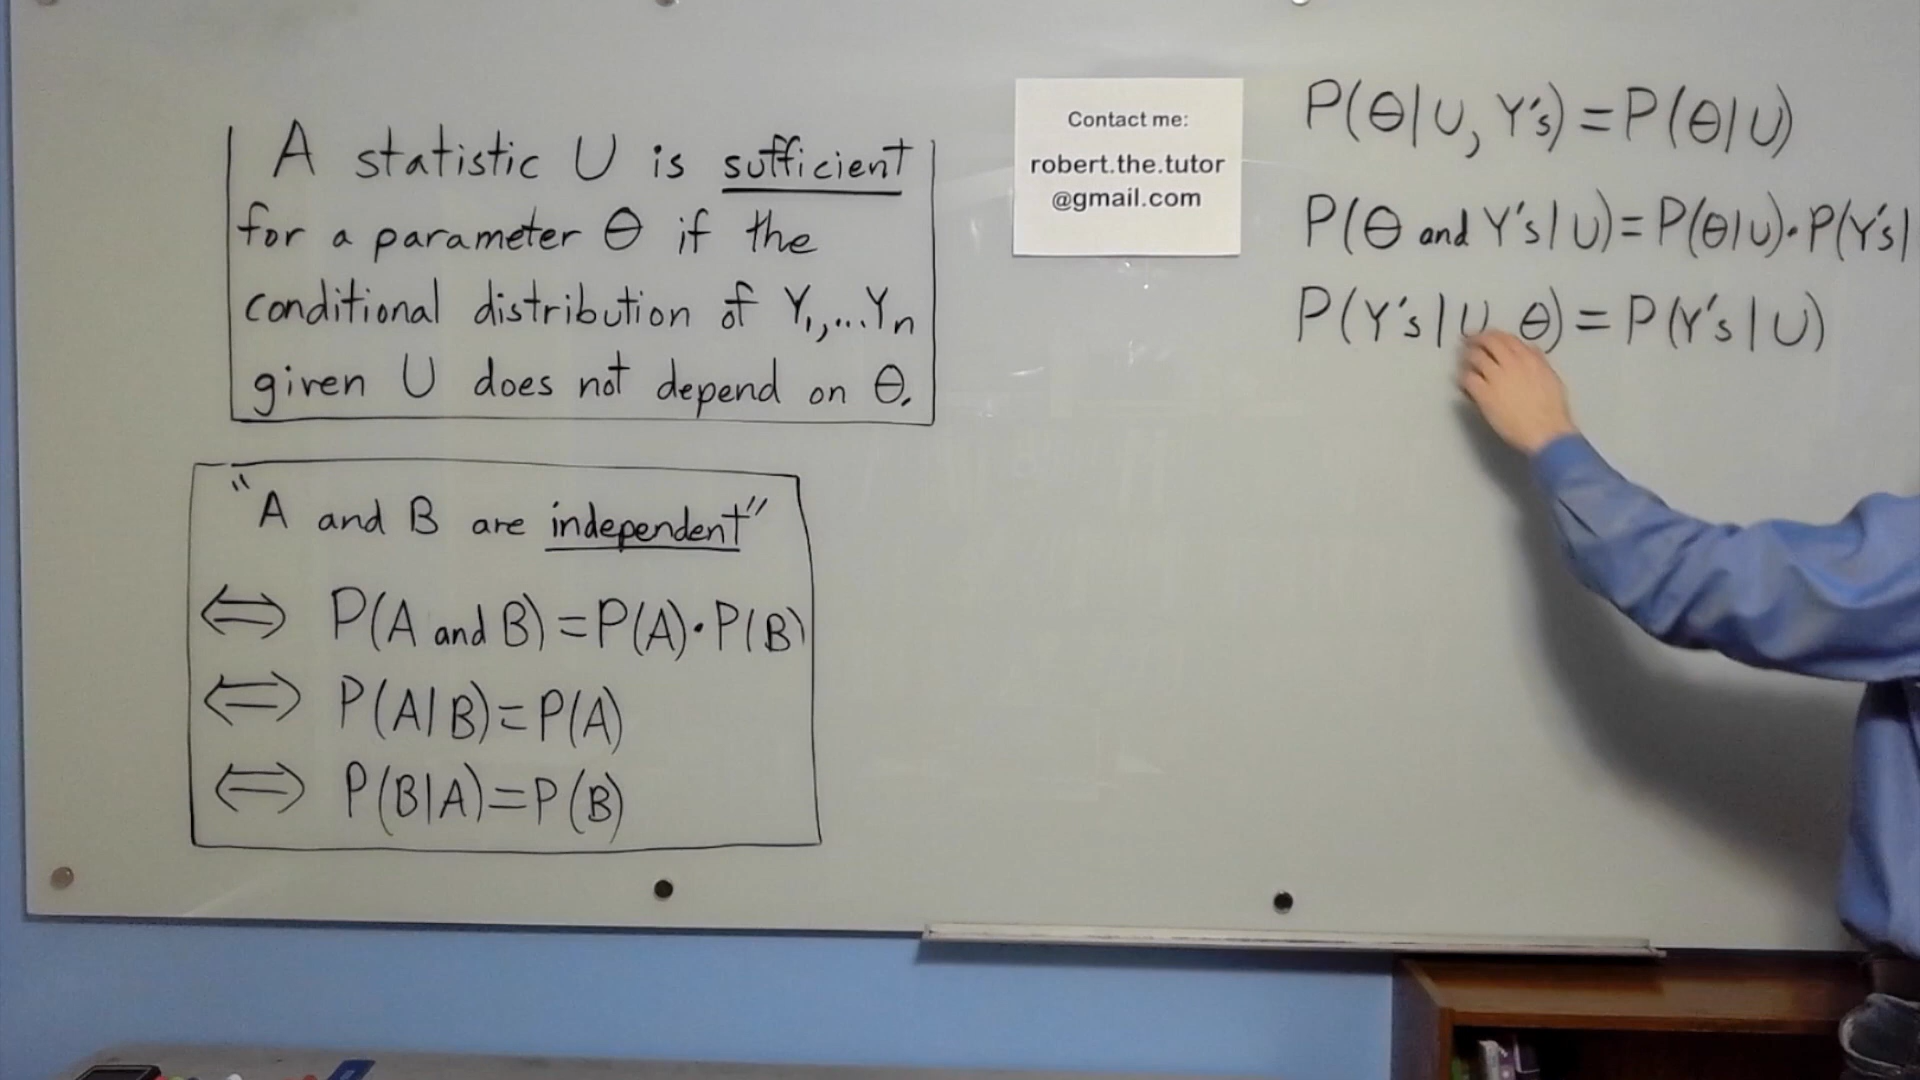 A statistic U is sufficient
for a parameter θ if the
conditional distribution of Y₁,...Yn
given U does not depend on θ.
"A and B are independent"
⟺ P(A and B)=P(A)·P(B)
⟺ P(A|B)=P(A)
⟺ P(B|A)=P(B)
Contact me:
robert.the.tutor
@gmail.com
P(θ|U, Y's)=P(θ|U)
P(θ and Y's|U)=P(θ|U)·P(Y's|
P(Y's|U θ)=P(Y's|U)